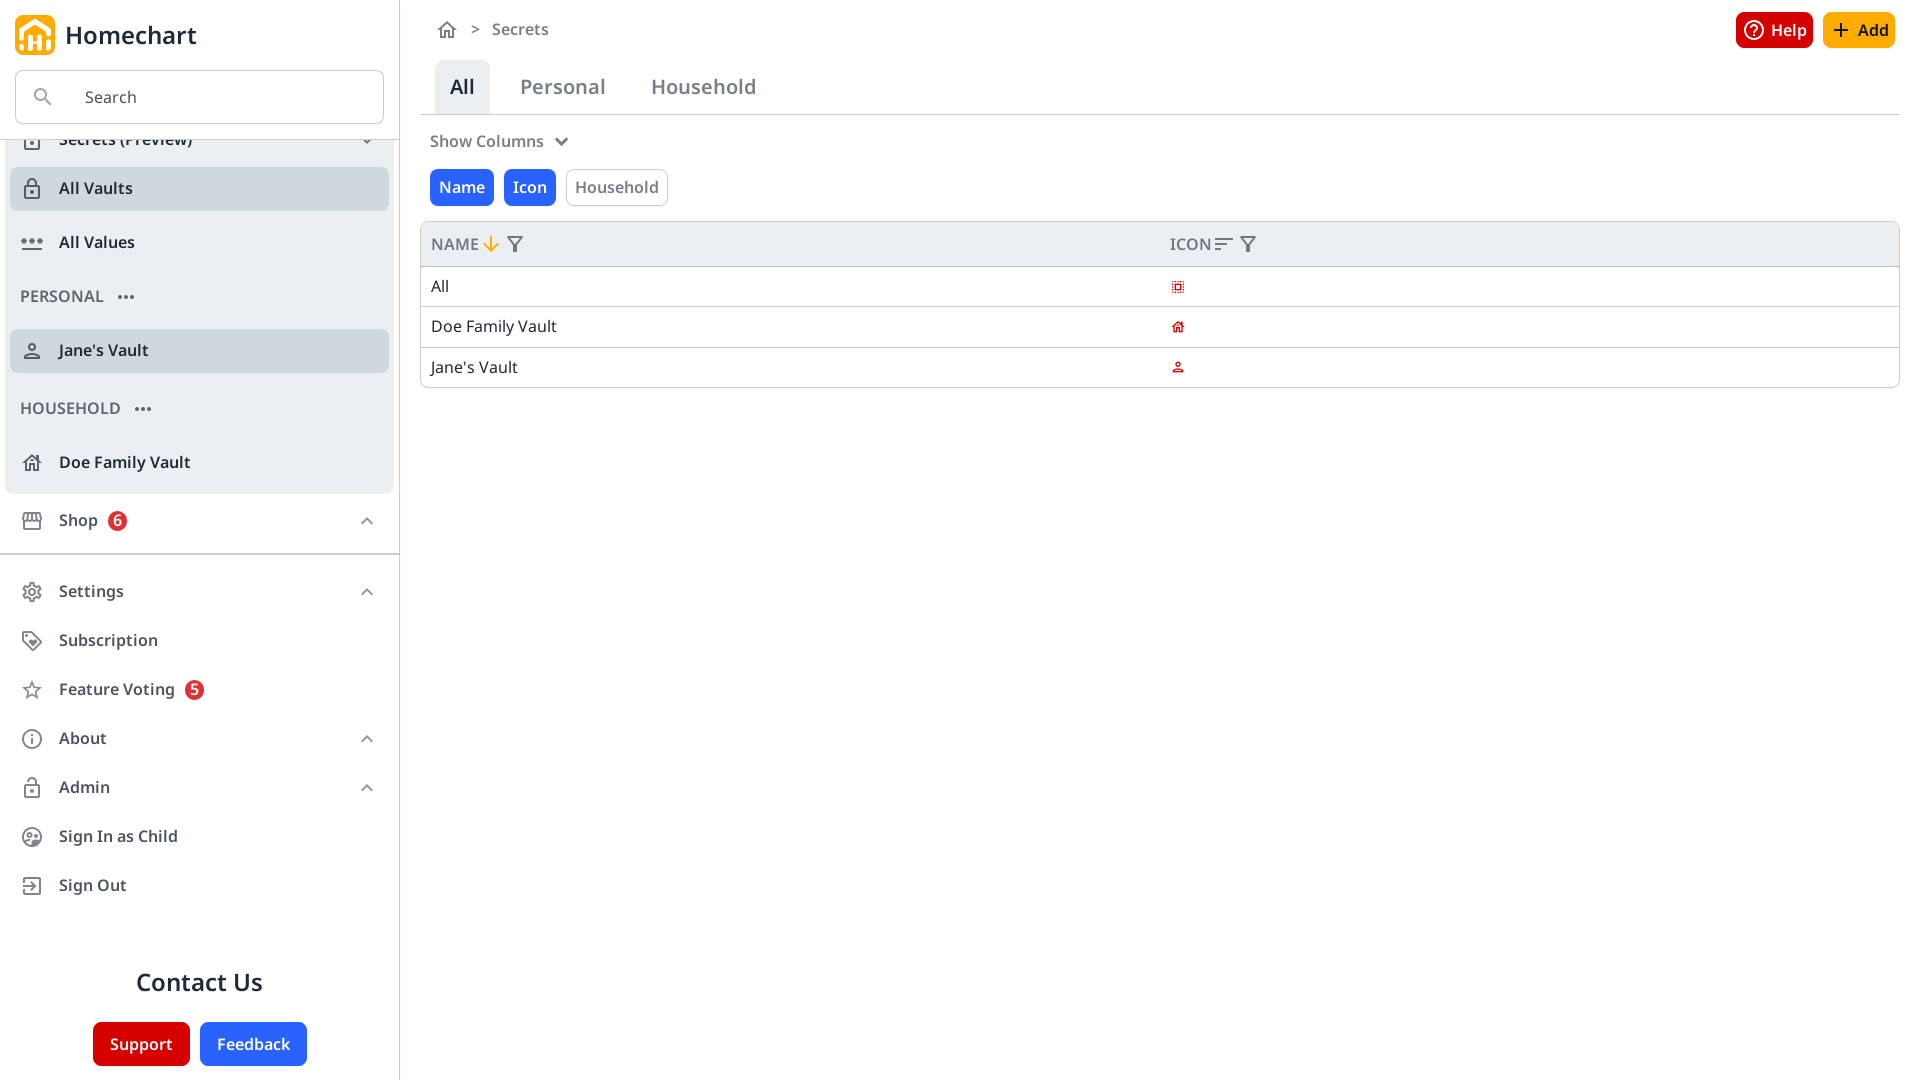 Homechart
Search
Secrets (Preview)
All Vaults
All Values
PERSONAL
Jane's Vault
HOUSEHOLD
Doe Family Vault
Shop 6
Settings
Subscription
Feature Voting 5
About
Admin
Sign In as Child
Sign Out
Contact Us
Support Feedback
> Secrets
Help Add
All Personal Household
Show Columns
Name Icon Household
NAME ICON
All
Doe Family Vault
Jane's Vault